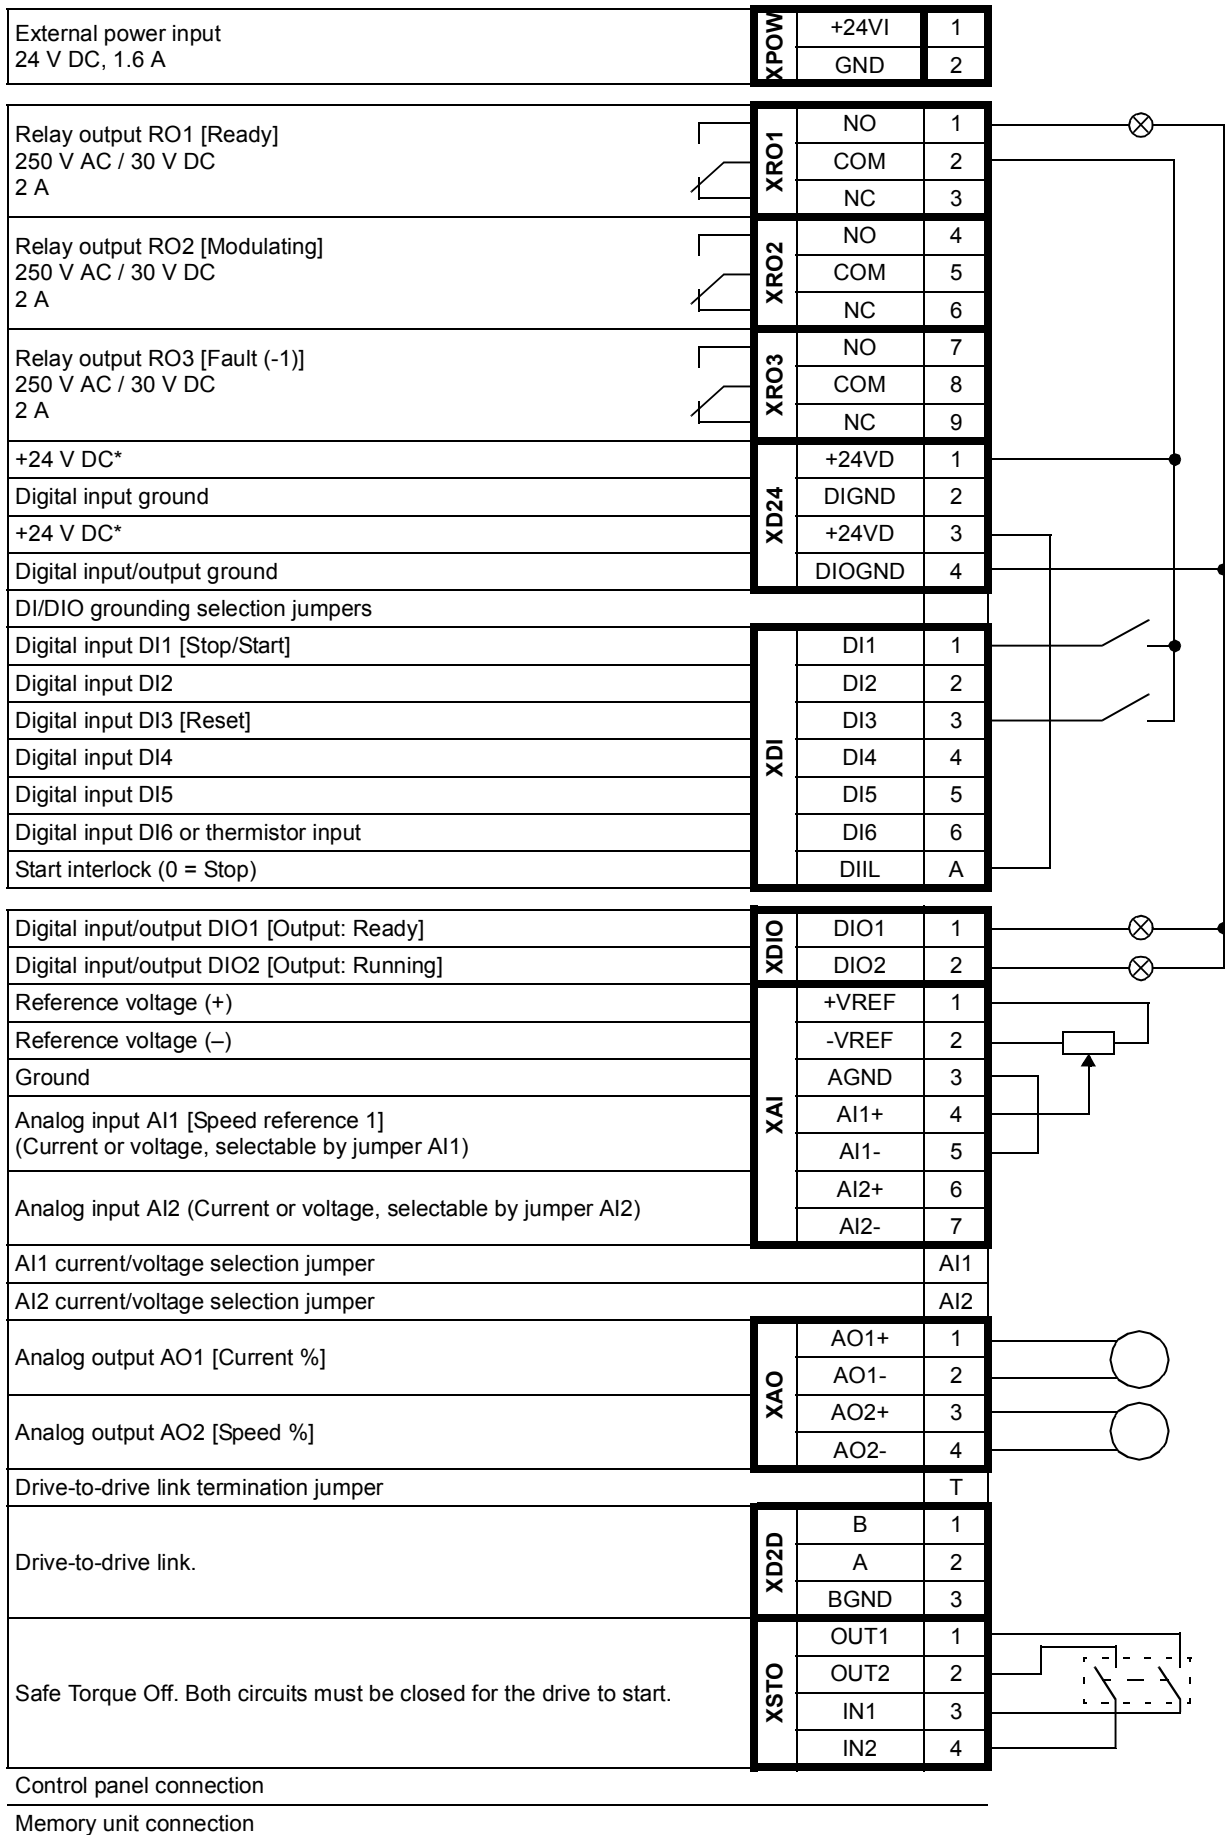 External power input
24 V DC, 1.6 A
XPOW
+24VI 1
GND 2
Relay output RO1 [Ready]
250 V AC / 30 V DC
2 A
XRO1
NO 1
COM 2
NC 3
Relay output RO2 [Modulating]
250 V AC / 30 V DC
2 A
XRO2
NO 4
COM 5
NC 6
Relay output RO3 [Fault (-1)]
250 V AC / 30 V DC
2 A
XRO3
NO 7
COM 8
NC 9
XD24
+24 V DC* +24VD 1
Digital input ground DIGND 2
+24 V DC* +24VD 3
Digital input/output ground DIOGND 4
DI/DIO grounding selection jumpers
XDI
Digital input DI1 [Stop/Start] DI1 1
Digital input DI2 DI2 2
Digital input DI3 [Reset] DI3 3
Digital input DI4 DI4 4
Digital input DI5 DI5 5
Digital input DI6 or thermistor input DI6 6
Start interlock (0 = Stop) DIIL A
XDIO
Digital input/output DIO1 [Output: Ready] DIO1 1
Digital input/output DIO2 [Output: Running] DIO2 2
XAI
Reference voltage (+) +VREF 1
Reference voltage (–) -VREF 2
Ground AGND 3
Analog input AI1 [Speed reference 1]
(Current or voltage, selectable by jumper AI1)
AI1+ 4
AI1- 5
Analog input AI2 (Current or voltage, selectable by jumper AI2)
AI2+ 6
AI2- 7
AI1 current/voltage selection jumper AI1
AI2 current/voltage selection jumper AI2
XAO
Analog output AO1 [Current %]
AO1+ 1
AO1- 2
Analog output AO2 [Speed %]
AO2+ 3
AO2- 4
Drive-to-drive link termination jumper T
Drive-to-drive link.
XD2D
B 1
A 2
BGND 3
Safe Torque Off. Both circuits must be closed for the drive to start.
XSTO
OUT1 1
OUT2 2
IN1 3
IN2 4
Control panel connection
Memory unit connection